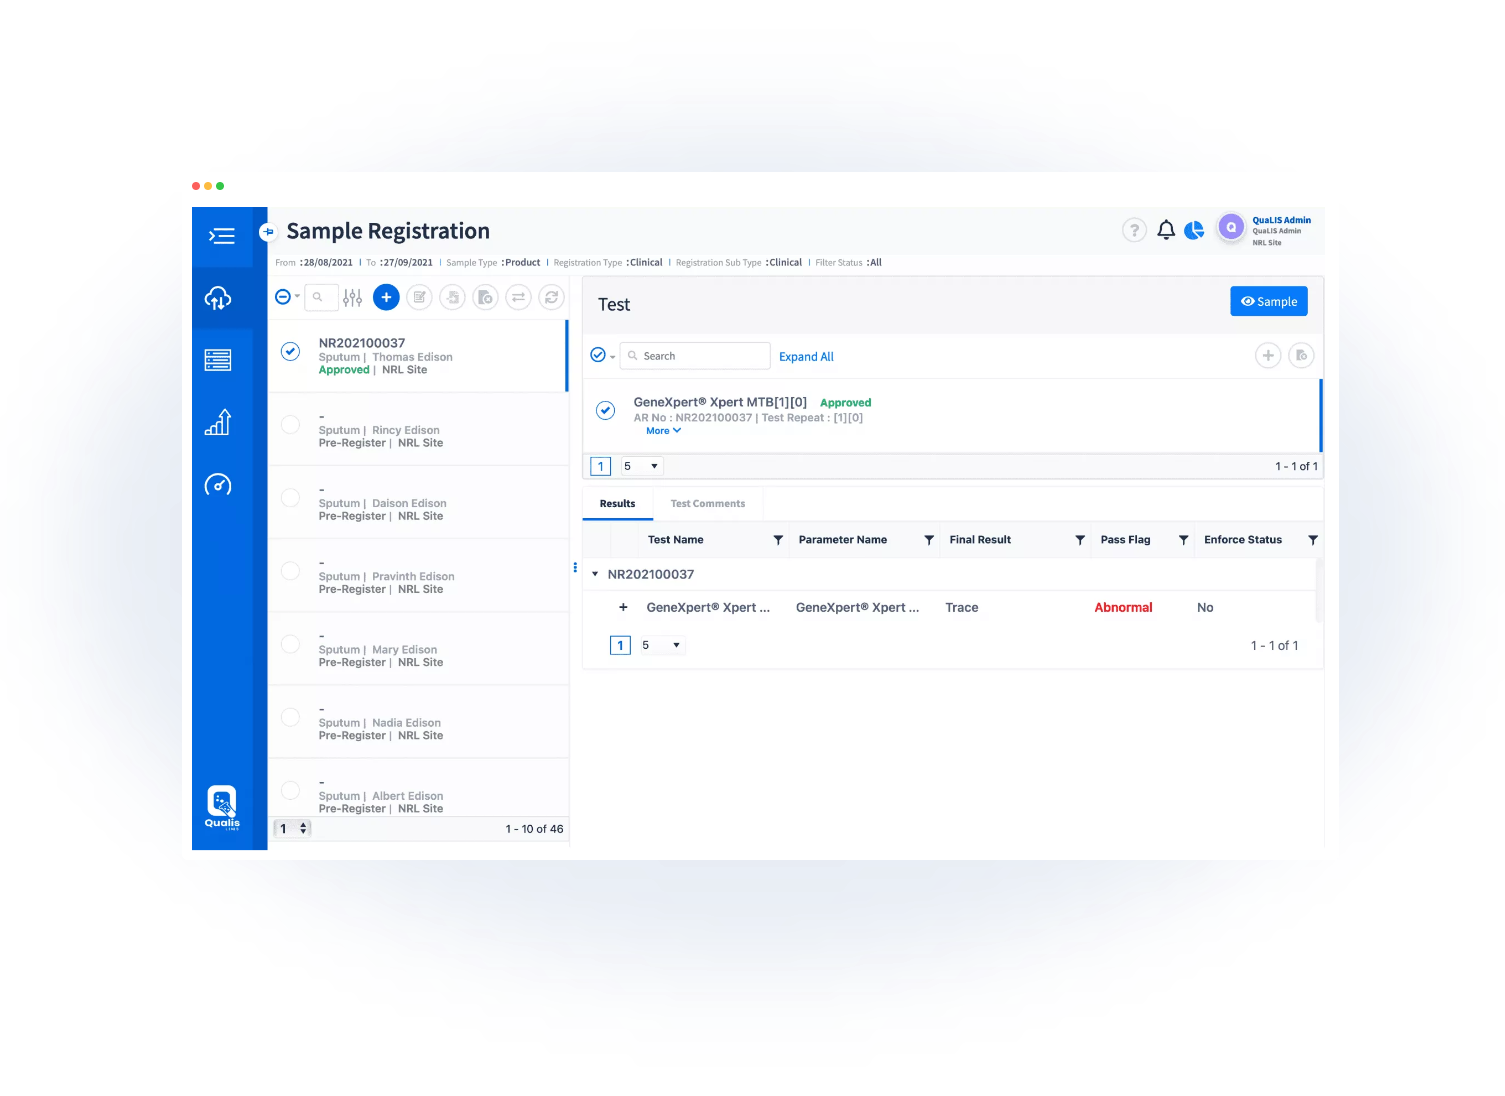 Sample Registration
?
Q
QuaLIS Admin
QuaLIS Admin
NRL Site
From :28/08/2021 | To :27/09/2021 | Sample Type :Product | Registration Type :Clinical | Registration Sub Type :Clinical | Filter Status :All
NR202100037
Sputum | Thomas Edison
Approved | NRL Site
-
Sputum | Rincy Edison
Pre-Register | NRL Site
-
Sputum | Daison Edison
Pre-Register | NRL Site
-
Sputum | Pravinth Edison
Pre-Register | NRL Site
-
Sputum | Mary Edison
Pre-Register | NRL Site
-
Sputum | Nadia Edison
Pre-Register | NRL Site
-
Sputum | Albert Edison
Pre-Register | NRL Site
1
1 - 10 of 46
Qualis
LIMS
Test
Sample
Search
Expand All
GeneXpert® Xpert MTB[1][0] Approved
AR No : NR202100037 | Test Repeat : [1][0]
More
1 5 1 - 1 of 1
Results Test Comments
Test Name Parameter Name Final Result Pass Flag Enforce Status
NR202100037
+ GeneXpert® Xpert ... GeneXpert® Xpert ... Trace Abnormal No
1 5 1 - 1 of 1